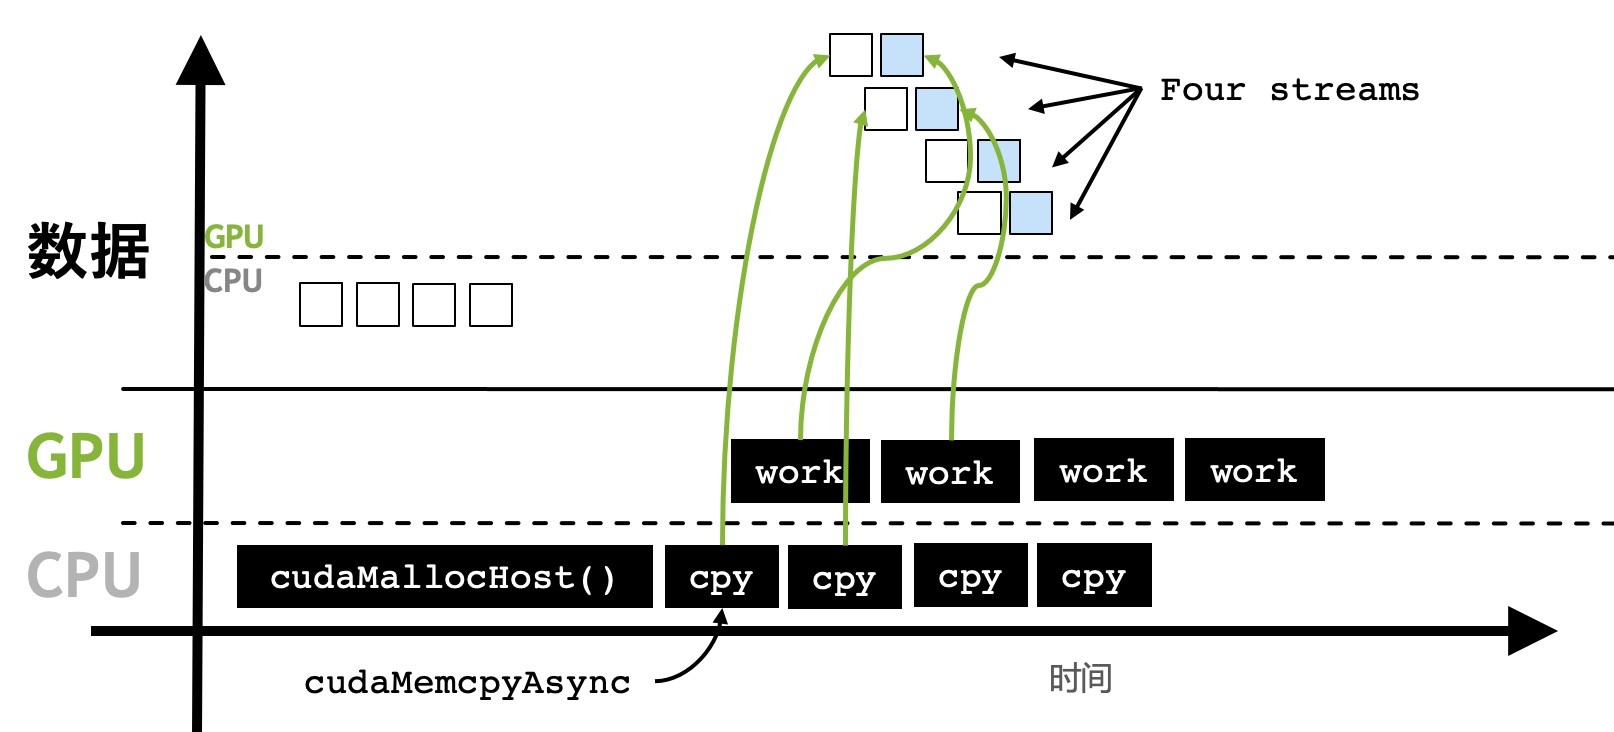 Four streams
数据
GPU
CPU
GPU
work
work
work
work
CPU
cudaMallocHost()
cpy
cpy
cpy
cpy
cudaMemcpyAsync
时间